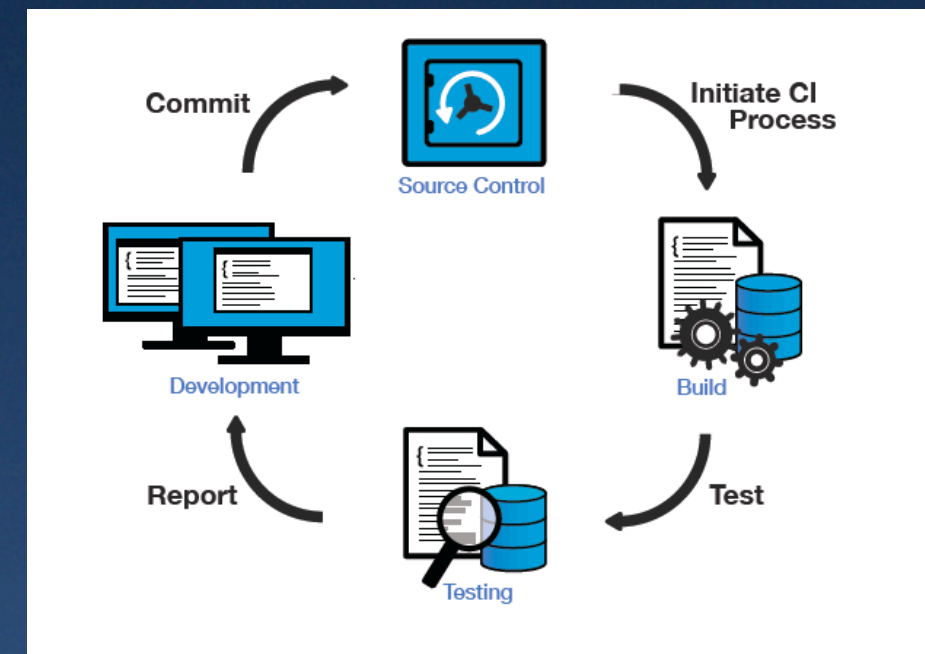 Commit
Initiate CI
Process
Source Control
{
{
{
Development
Build
{
Report
Test
Testing